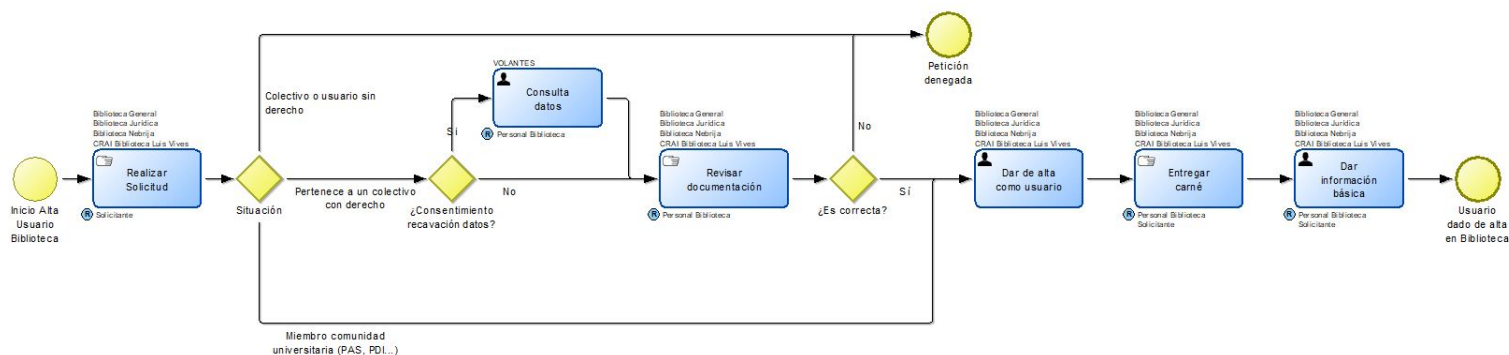 Inicio Alta
Usuario
Biblioteca
Biblioteca General
Biblioteca Jurídica
Biblioteca Nebrija
CRAI Biblioteca Luis Vives
Realizar
Solicitud
R Solicitante
Situación
Colectivo o usuario sin
derecho
Pertenece a un colectivo
con derecho
Miembro comunidad
universitaria (PAS, PDI...)
¿Consentimiento
recavación datos?
Sí
No
VOLANTES
Consulta
datos
R Personal Biblioteca
Biblioteca General
Biblioteca Jurídica
Biblioteca Nebrija
CRAI Biblioteca Luis Vives
Revisar
documentación
R Personal Biblioteca
¿Es correcta?
No
Sí
Petición
denegada
Biblioteca General
Biblioteca Jurídica
Biblioteca Nebrija
CRAI Biblioteca Luis Vives
Dar de alta
como usuario
Biblioteca General
Biblioteca Jurídica
Biblioteca Nebrija
CRAI Biblioteca Luis Vives
Entregar
carné
R Personal Biblioteca
Solicitante
Biblioteca General
Biblioteca Jurídica
Biblioteca Nebrija
CRAI Biblioteca Luis Vives
Dar
información
básica
R Personal Biblioteca
Solicitante
Usuario
dado de alta
en Biblioteca